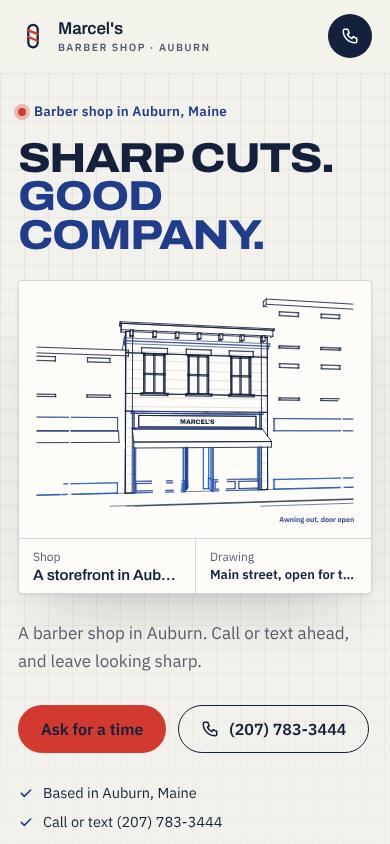 Marcel's
BARBER SHOP · AUBURN
Barber shop in Auburn, Maine
SHARP CUTS.
GOOD
COMPANY.
MARCEL'S
Awning out, door open
Shop
A storefront in Aub...
Drawing
Main street, open for t...
A barber shop in Auburn. Call or text ahead,
and leave looking sharp.
Ask for a time
(207) 783-3444
Based in Auburn, Maine
Call or text (207) 783-3444